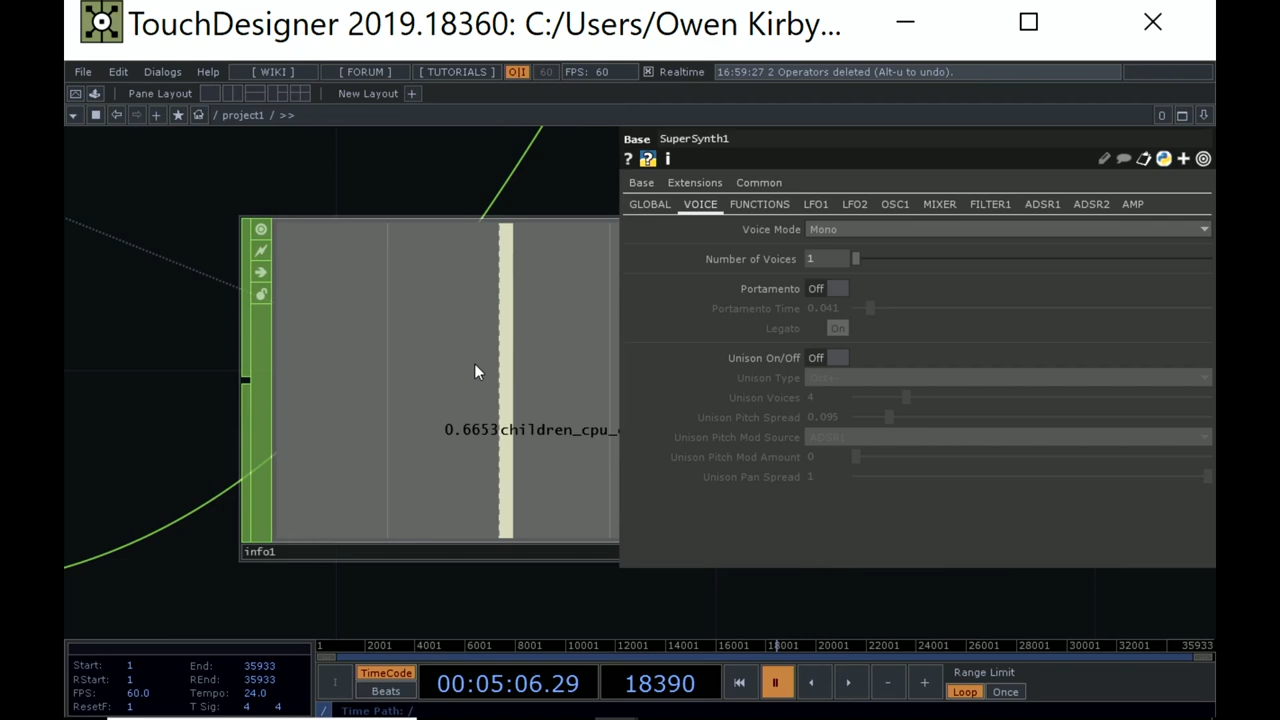 TouchDesigner 2019.18360: C:/Users/Owen Kirby...
File Edit Dialogs Help [ WIKI ] [ FORUM ] [ TUTORIALS ] O|I 60 FPS: 60 Realtime 16:59:27 2 Operators deleted (Alt-u to undo).
Pane Layout New Layout +
/ project1 / >> 0
Base SuperSynth1
? ? i
Base Extensions Common
GLOBAL VOICE FUNCTIONS LFO1 LFO2 OSC1 MIXER FILTER1 ADSR1 ADSR2 AMP
Voice Mode Mono
Number of Voices 1
Portamento Off
Portamento Time 0.041
Legato On
Unison On/Off Off
Unison Type
Unison Voices 4
Unison Pitch Spread 0.095
Unison Pitch Mod Source
Unison Pitch Mod Amount 0
Unison Pan Spread 1
0.6653children_cpu_
info1
1 2001 4001 6001 8001 10001 12001 14001 16001 18001 20001 22001 24001 26001 28001 30001 32001 35933
Start: 1 End: 35933
RStart: 1 REnd: 35933
FPS: 60.0 Tempo: 24.0
ResetF: 1 T Sig: 4 4
TimeCode
Beats
00:05:06.29 18390
Range Limit
Loop Once
/ Time Path: /